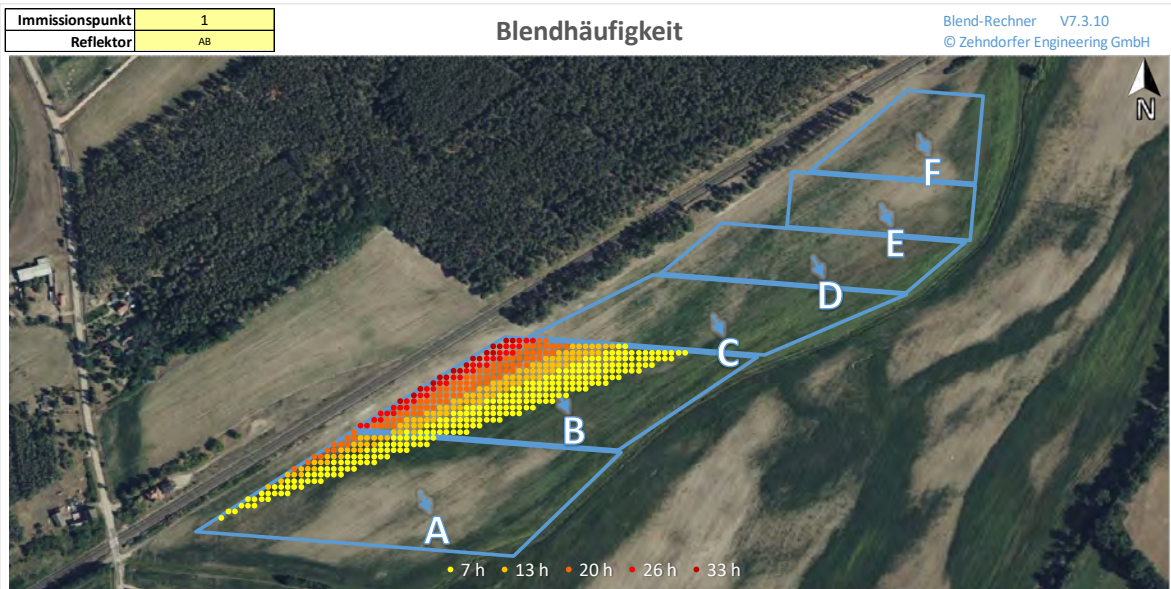 Immissionspunkt 1
Reflektor AB
Blendhäufigkeit
Blend-Rechner V7.3.10
© Zehndorfer Engineering GmbH
N
F
E
D
C
B
A
7 h 13 h 20 h 26 h 33 h